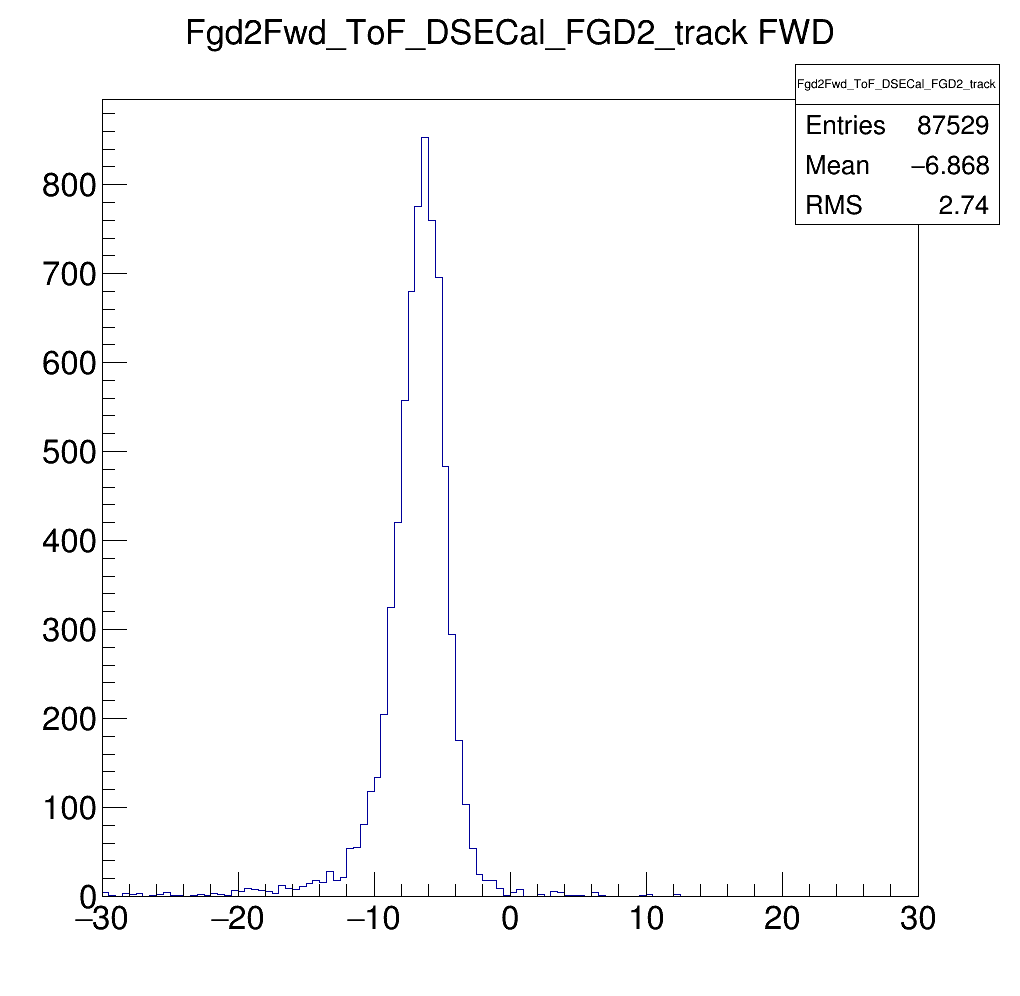 Fgd2Fwd_ToF_DSECal_FGD2_track FWD
Fgd2Fwd_ToF_DSECal_FGD2_track
Entries 87529
Mean −6.868
RMS 2.74
800
700
600
500
400
300
200
100
0
−30 −20 −10 0 10 20 30